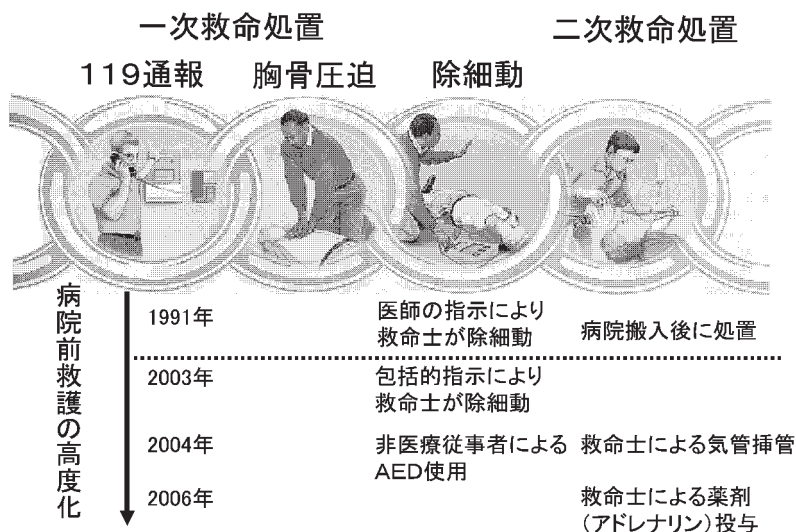 一次救命処置
二次救命処置
119通報
胸骨圧迫
除細動
病院前救護の高度化
1991年
医師の指示により
救命士が除細動
病院搬入後に処置
2003年
包括的指示により
救命士が除細動
2004年
非医療従事者による
AED使用
救命士による気管挿管
2006年
救命士による薬剤
(アドレナリン)投与